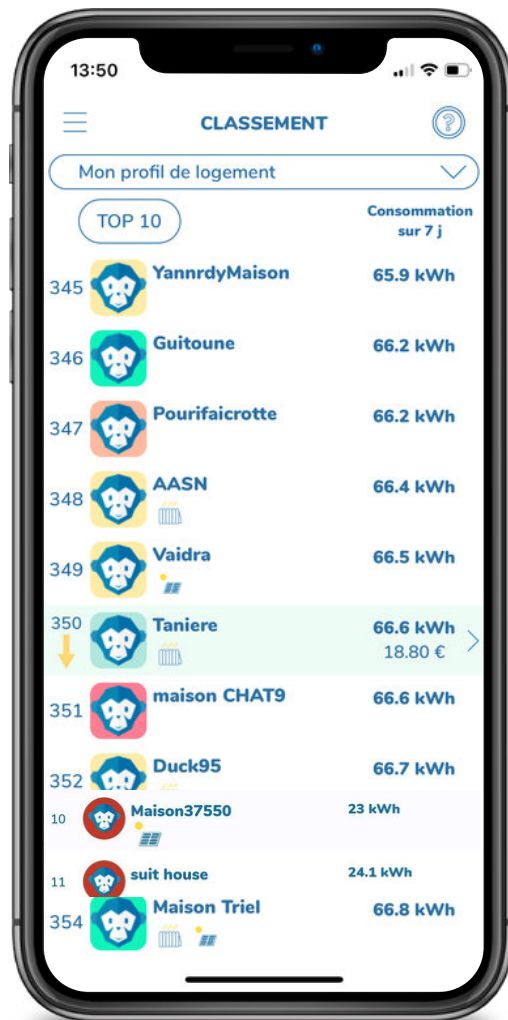 13:50
CLASSEMENT
?
Mon profil de logement
TOP 10
Consommation
sur 7 j
345 YannrdyMaison 65.9 kWh
346 Guitoune 66.2 kWh
347 Pourifaicrotte 66.2 kWh
348 AASN 66.4 kWh
349 Vaidra 66.5 kWh
350 Taniere 66.6 kWh
18.80 €
351 maison CHAT9 66.6 kWh
352 Duck95 66.7 kWh
10 Maison37550 23 kWh
11 suit house 24.1 kWh
354 Maison Triel 66.8 kWh